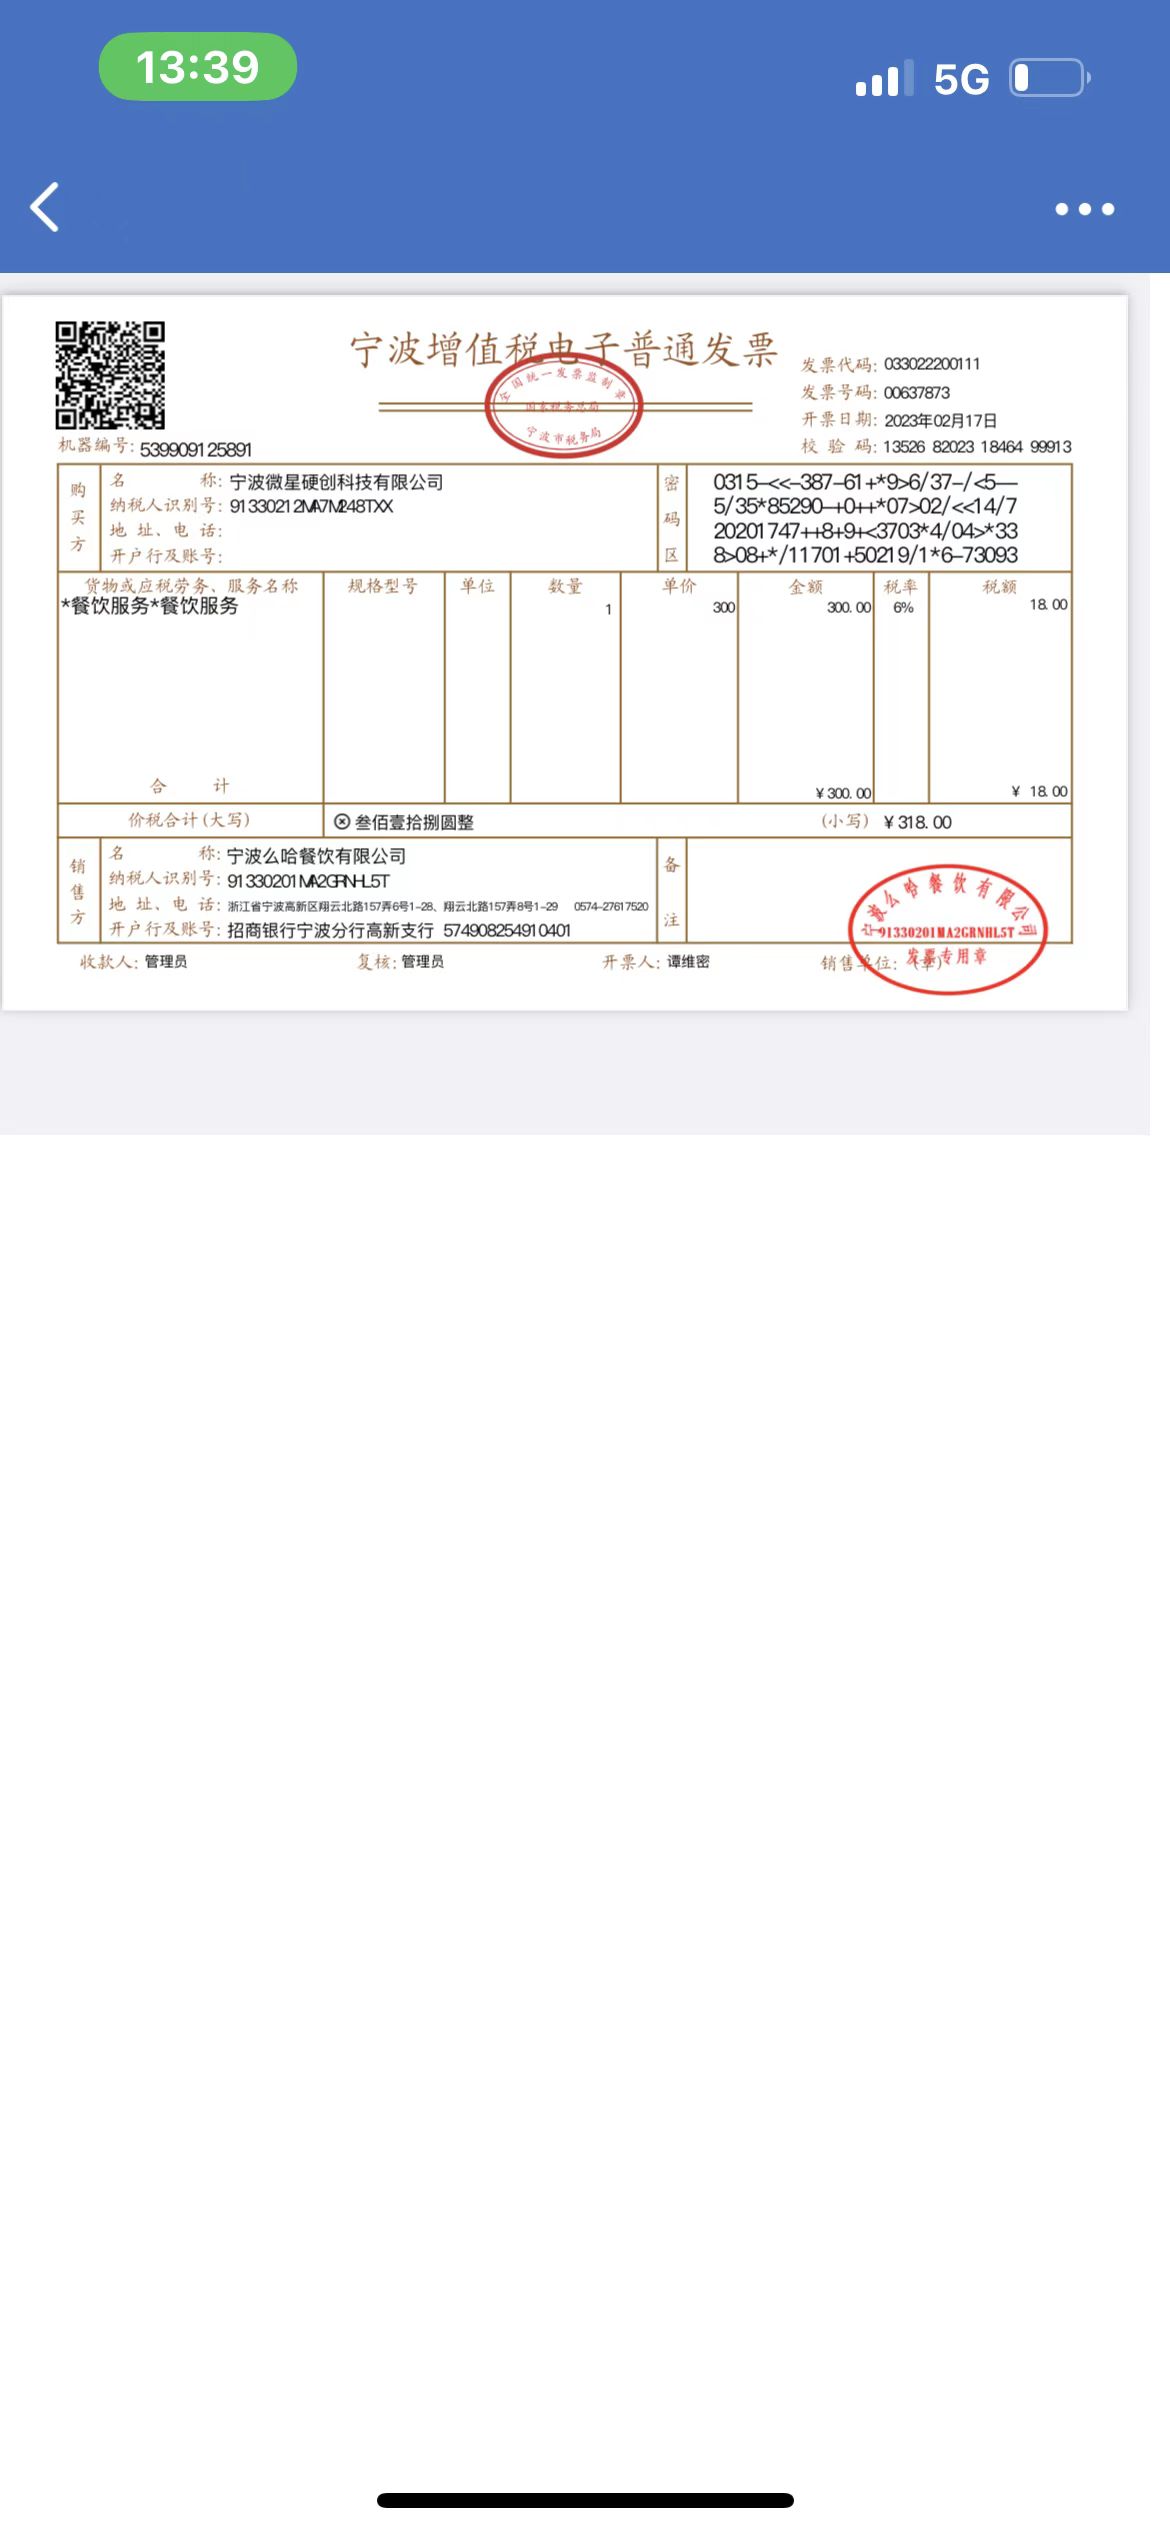 13:39
5G
宁波增值税电子普通发票
全国统一发票监制章
国家税务总局
宁波市税务局
发票代码: 033022200111
发票号码: 00637873
开票日期: 2023年02月17日
校 验 码: 13526 82023 18464 99913
机器编号: 539909125891
购买方
名 称: 宁波微星硬创科技有限公司
纳税人识别号: 91330212MA7M248TXX
地 址、电 话:
开户行及账号:
密码区
0315-<<-387-61+*9>6/37-/<5—
5/35*85290-+0++*07>02/<<14/7
20201747++8+9+<3703*4/04>*33
8>08+*/11701+50219/1*6-73093
货物或应税劳务、服务名称 规格型号 单位 数量 单价 金额 税率 税额
*餐饮服务*餐饮服务 1 300 300.00 6% 18.00
合 计 ¥300.00 ¥ 18.00
价税合计(大写) ⊗ 叁佰壹拾捌圆整 (小写) ¥318.00
销售方
名 称: 宁波么哈餐饮有限公司
纳税人识别号: 91330201MA2GRNHL5T
地 址、电 话: 浙江省宁波高新区翔云北路157弄6号1-28、翔云北路157弄8号1-29 0574-27617520
开户行及账号: 招商银行宁波分行高新支行 574908254910401
备注
收款人: 管理员 复核: 管理员 开票人: 谭维密 销售单位: (章)
宁波么哈餐饮有限公司
91330201MA2GRNHL5T
发票专用章